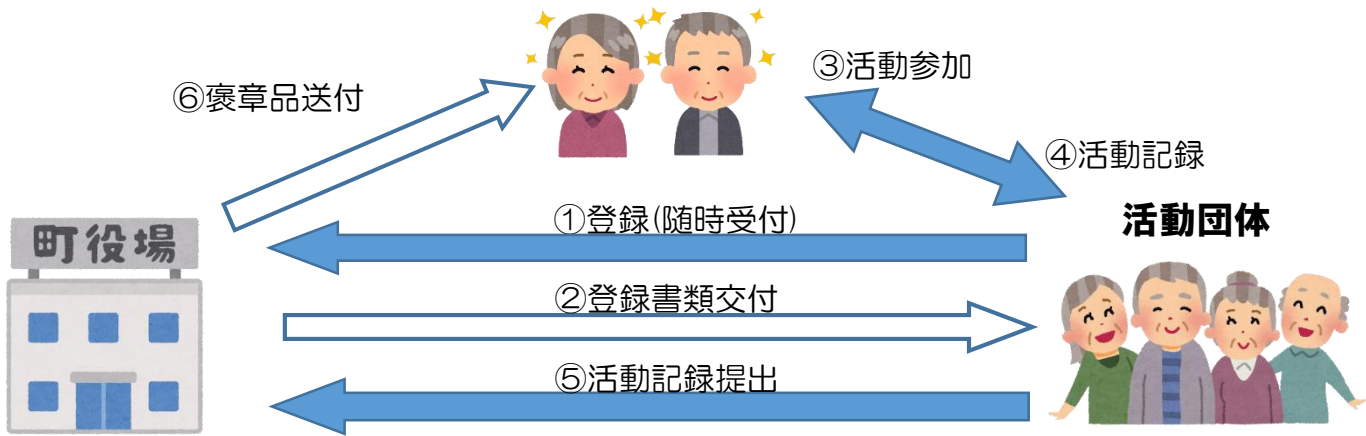 ③活動参加
⑥褒章品送付
④活動記録
①登録(随時受付)
活動団体
町役場
②登録書類交付
⑤活動記録提出